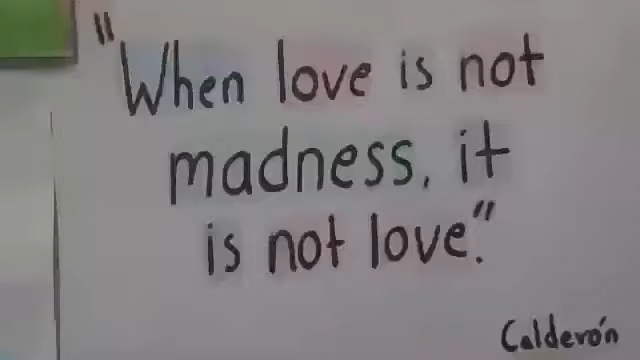 "When love is not
madness, it
is not love."
Calderón